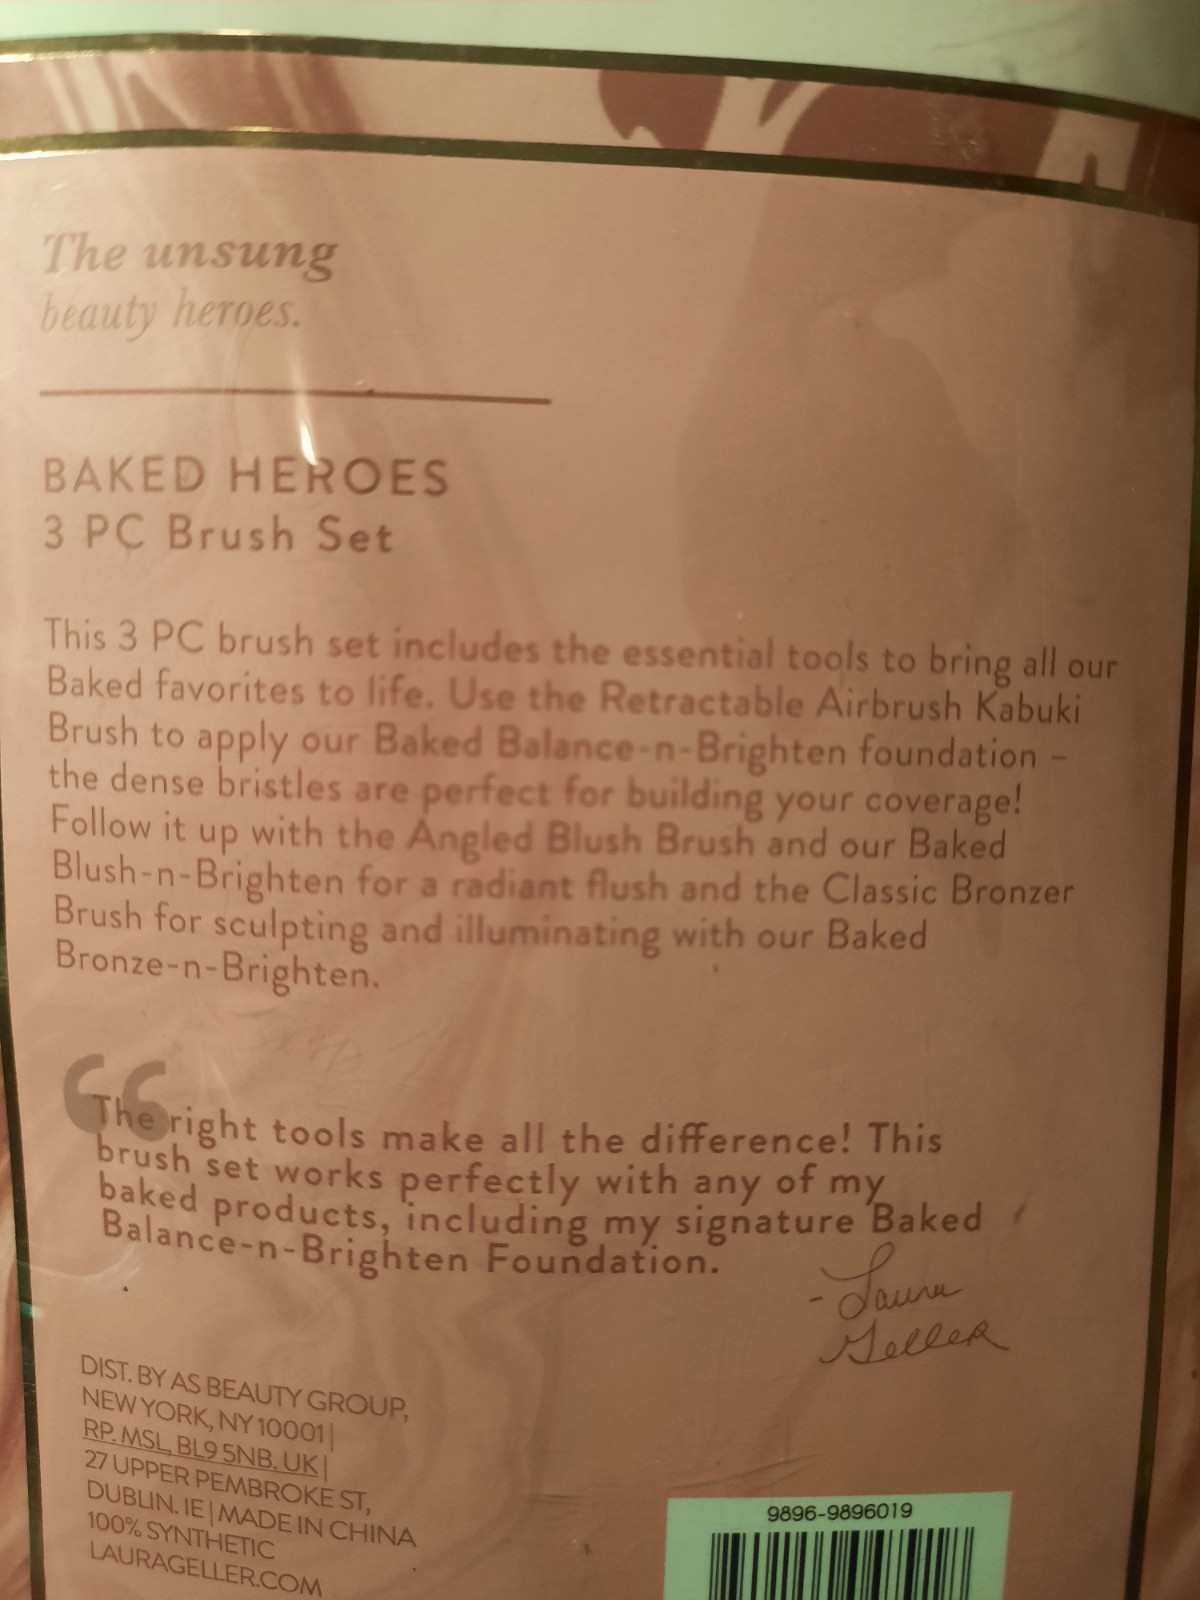 The unsung
beauty heroes.
BAKED HEROES
3 PC Brush Set
This 3 PC brush set includes the essential tools to bring all our
Baked favorites to life. Use the Retractable Airbrush Kabuki
Brush to apply our Baked Balance-n-Brighten foundation –
the dense bristles are perfect for building your coverage!
Follow it up with the Angled Blush Brush and our Baked
Blush-n-Brighten for a radiant flush and the Classic Bronzer
Brush for sculpting and illuminating with our Baked
Bronze-n-Brighten.
“The right tools make all the difference! This
brush set works perfectly with any of my
baked products, including my signature Baked
Balance-n-Brighten Foundation.
- Laura
Geller
DIST. BY AS BEAUTY GROUP,
NEW YORK, NY 10001 |
RP. MSL, BL9 5NB. UK |
27 UPPER PEMBROKE ST,
DUBLIN. IE | MADE IN CHINA
100% SYNTHETIC
LAURAGELLER.COM
9896-9896019